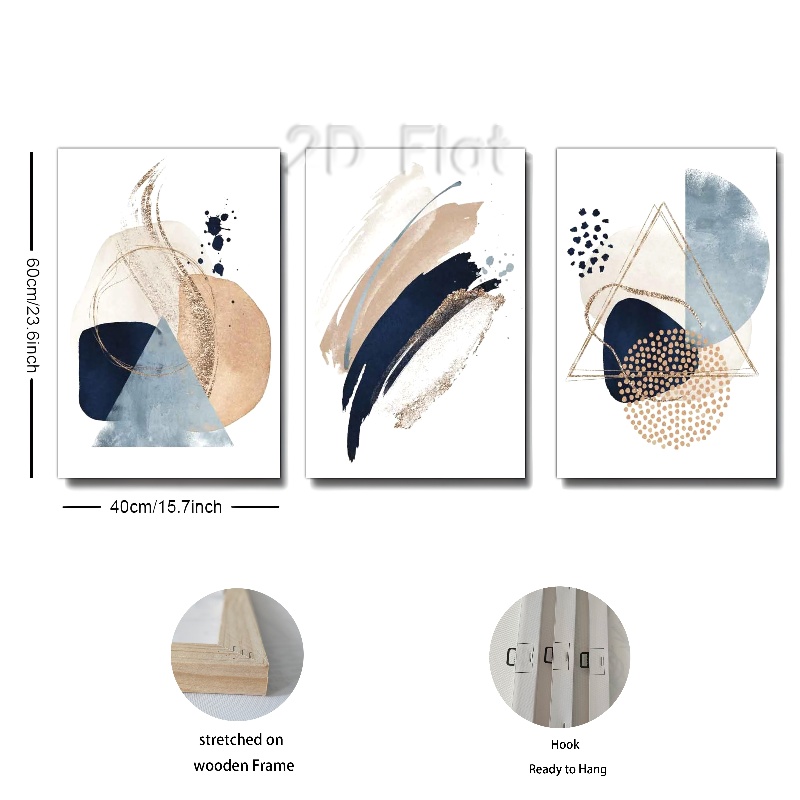 2D Flat
60cm/23.6inch
40cm/15.7inch
stretched on
wooden Frame
Hook
Ready to Hang